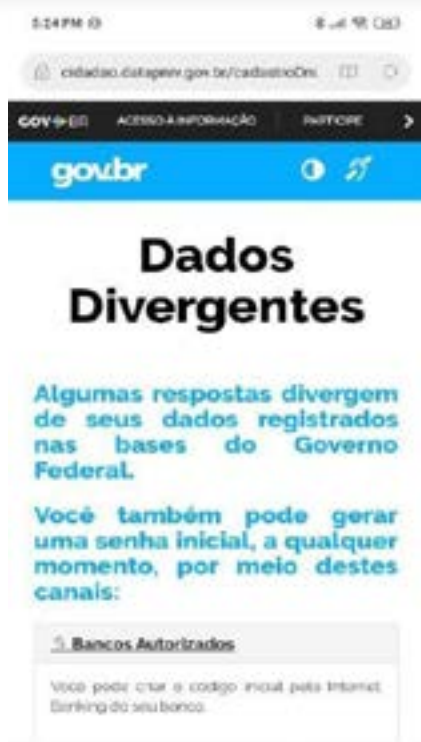 5:24 PM
cidadao.dataprev.gov.br/cadastroOn
GOV BR ACESSO À INFORMAÇÃO PARTICIPE
gov.br
Dados
Divergentes
Algumas respostas divergem
de seus dados registrados
nas bases do Governo
Federal.
Você também pode gerar
uma senha inicial, a qualquer
momento, por meio destes
canais:
Bancos Autorizados
Você pode criar o código inicial pelo Internet
Banking do seu banco.